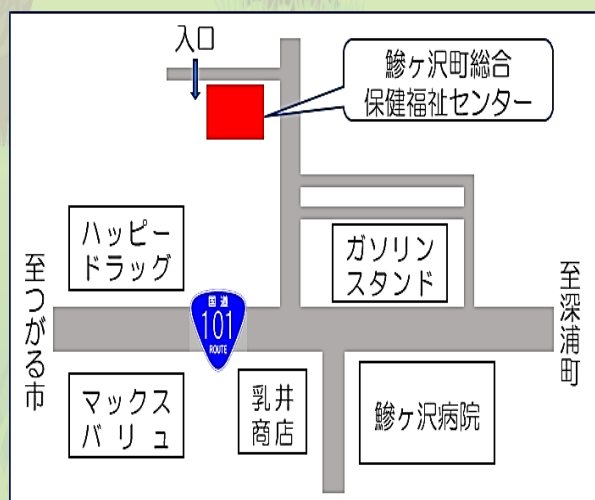 入口
鰺ヶ沢町総合
保健福祉センター
ハッピー
ドラッグ
ガソリン
スタンド
至つがる市
国道
101
ROUTE
至深浦町
マックス
バリュ
乳井
商店
鰺ヶ沢病院